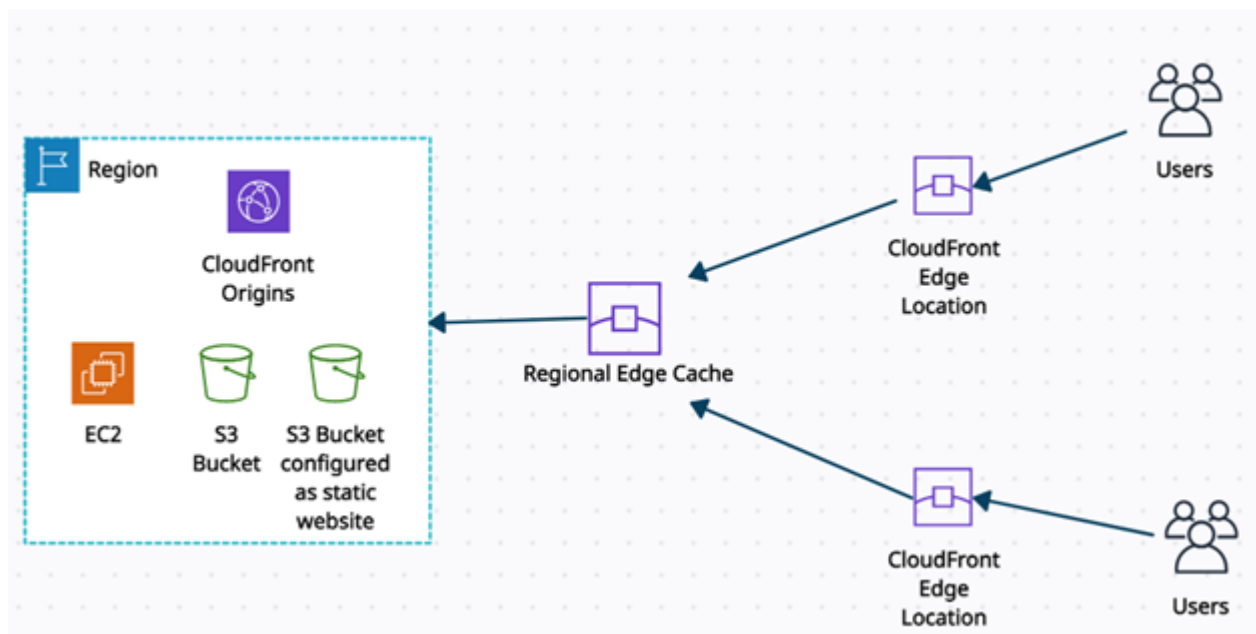 Region
CloudFront
Origins
EC2
S3
Bucket
S3 Bucket
configured
as static
website
Regional Edge Cache
CloudFront
Edge
Location
Users
CloudFront
Edge
Location
Users